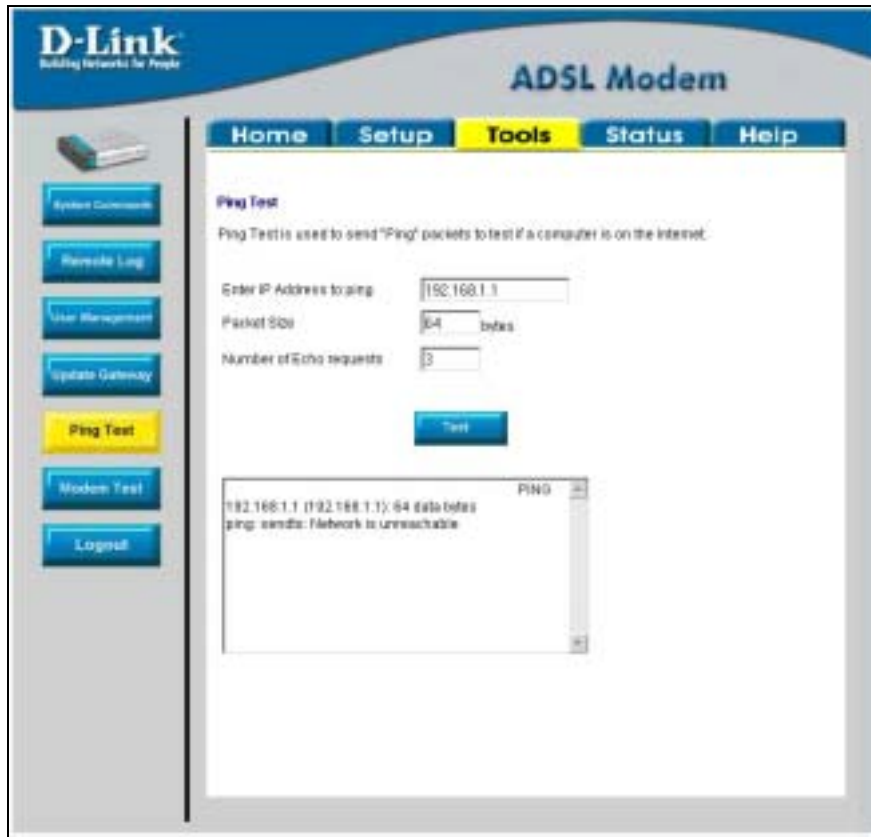 D-Link
Building Networks for People
ADSL Modem
Home Setup Tools Status Help
System Commands
Remote Log
User Management
Update Gateway
Ping Test
Modem Test
Logout
Ping Test
Ping Test is used to send "Ping" packets to test if a computer is on the Internet.
Enter IP Address to ping 192.168.1.1
Packet Size 64 bytes
Number of Echo requests 3
Test
PING
192.168.1.1 (192.168.1.1): 64 data bytes
ping: sendto: Network is unreachable